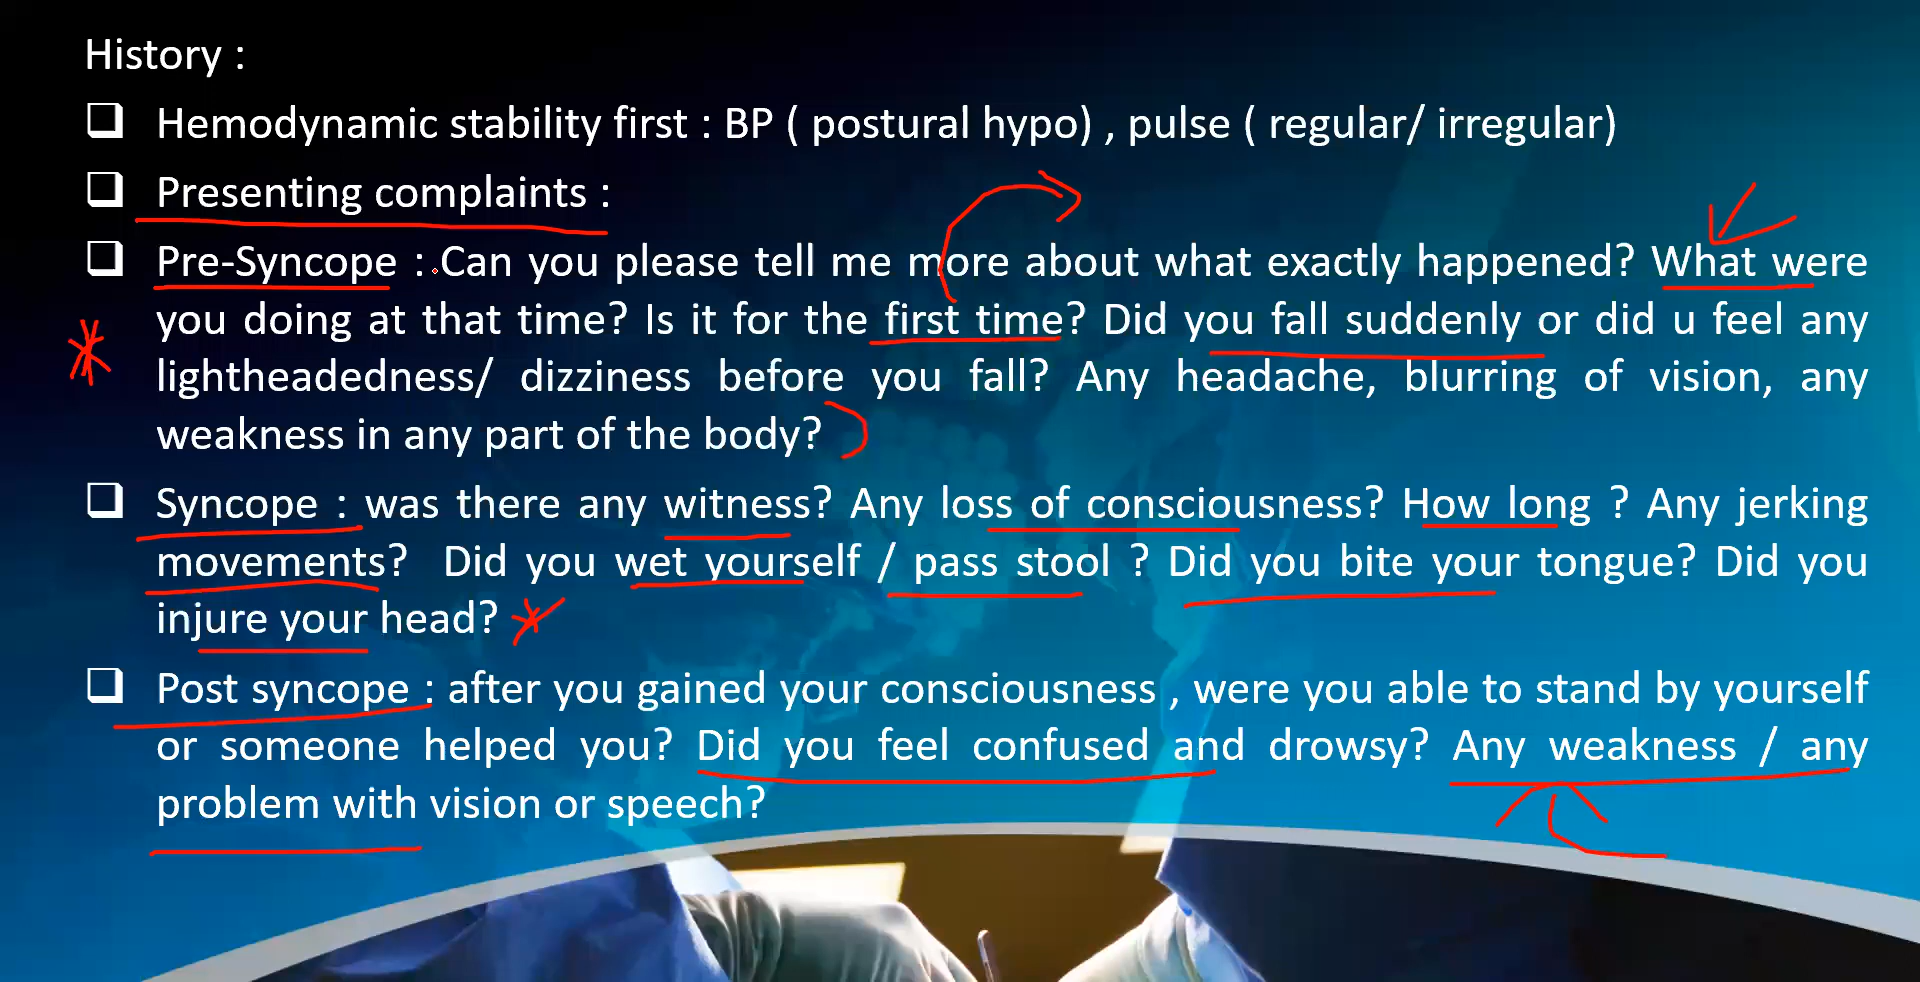 History :
❑ Hemodynamic stability first : BP ( postural hypo) , pulse ( regular/ irregular)
❑ Presenting complaints :
❑ Pre-Syncope : Can you please tell me more about what exactly happened? What were
you doing at that time? Is it for the first time? Did you fall suddenly or did u feel any
lightheadedness/ dizziness before you fall? Any headache, blurring of vision, any
weakness in any part of the body?
❑ Syncope : was there any witness? Any loss of consciousness? How long ? Any jerking
movements? Did you wet yourself / pass stool ? Did you bite your tongue? Did you
injure your head?
❑ Post syncope : after you gained your consciousness , were you able to stand by yourself
or someone helped you? Did you feel confused and drowsy? Any weakness / any
problem with vision or speech?